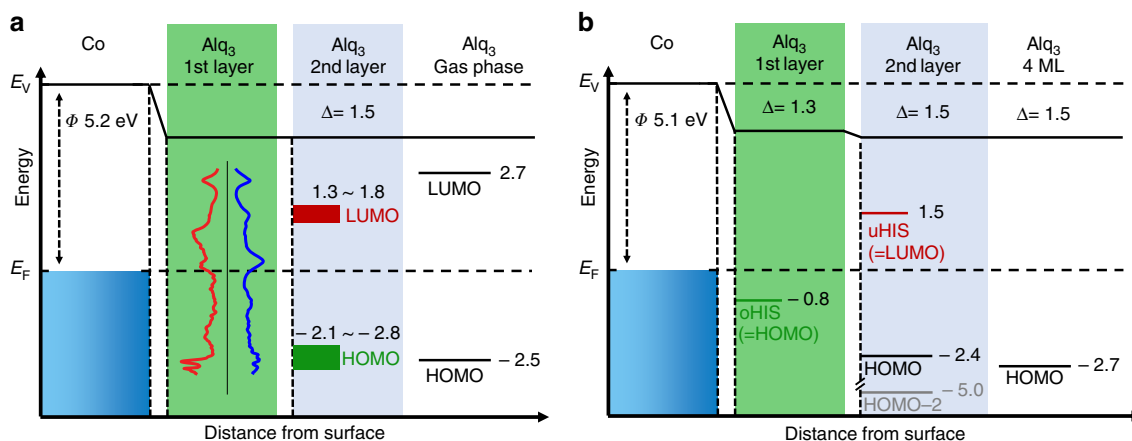 a
Co
Alq3
1st layer
Alq3
2nd layer
Alq3
Gas phase
EV
Φ 5.2 eV
Δ= 1.5
2.7
LUMO
1.3 ~ 1.8
LUMO
Energy
EF
− 2.1 ~ − 2.8
HOMO
− 2.5
HOMO
Distance from surface
b
Co
Alq3
1st layer
Alq3
2nd layer
Alq3
4 ML
EV
Φ 5.1 eV
Δ= 1.3
Δ= 1.5
Δ= 1.5
1.5
uHIS
(=LUMO)
Energy
EF
− 0.8
oHIS
(=HOMO)
− 2.4
HOMO
− 2.7
HOMO
− 5.0
HOMO−2
Distance from surface